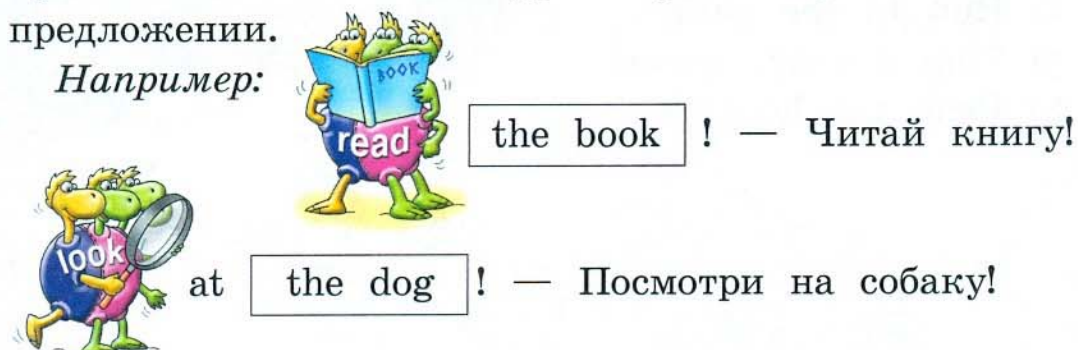 предложении.
Например:
BOOK
read the book ! — Читай книгу!
look at the dog ! — Посмотри на собаку!